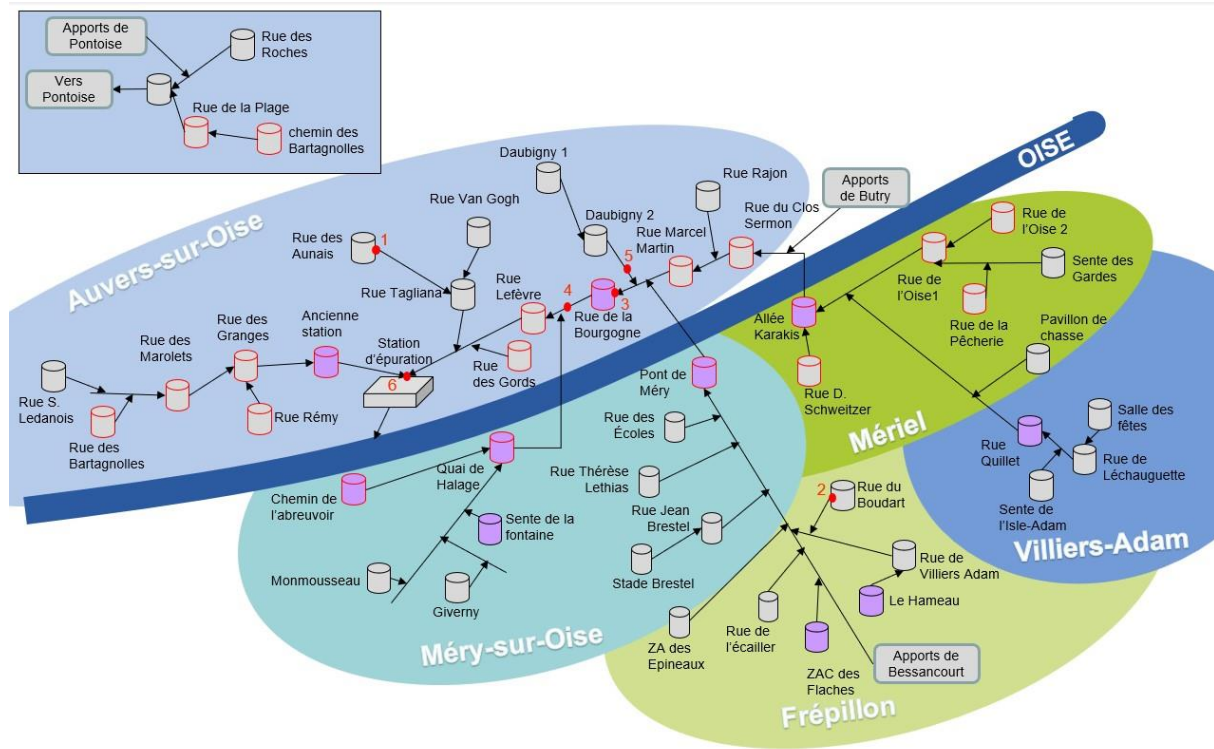 Apports de
Pontoise
Rue des
Roches
Vers
Pontoise
Rue de la Plage
chemin des
Bartagnolles
OISE
Auvers-sur-Oise
Daubigny 1
Rue Rajon
Apports
de Butry
Rue Van Gogh
Daubigny 2
Rue du Clos
Sermon
Rue Marcel
Martin
Rue des
Aunais
1
5
Rue de
l'Oise 2
Rue de
l'Oise1
Sente des
Gardes
Rue Tagliana
Rue
Lefèvre
4
3
Rue de la
Bourgogne
Allée
Karakis
Rue de la
Pêcherie
Pavillon de
chasse
Rue des
Marolets
Rue des
Granges
Ancienne
station
Station
d'épuration
6
Rue
des Gords
Pont de
Méry
Rue D.
Schweitzer
Mériel
Rue S.
Ledanois
Rue Rémy
Rue des
Bartagnolles
Rue des
Écoles
Salle des
fêtes
Rue
Quillet
Rue de
Léchauguette
Quai de
Halage
Chemin de
l'abreuvoir
Rue Thérèse
Lethias
2
Rue du
Boudart
Sente de
l'Isle-Adam
Villiers-Adam
Sente de la
fontaine
Rue Jean
Brestel
Monmousseau
Giverny
Stade Brestel
Rue de
Villiers Adam
Le Hameau
Méry-sur-Oise
ZA des
Epineaux
Rue de
l'écailler
ZAC des
Flaches
Apports de
Bessancourt
Frépillon